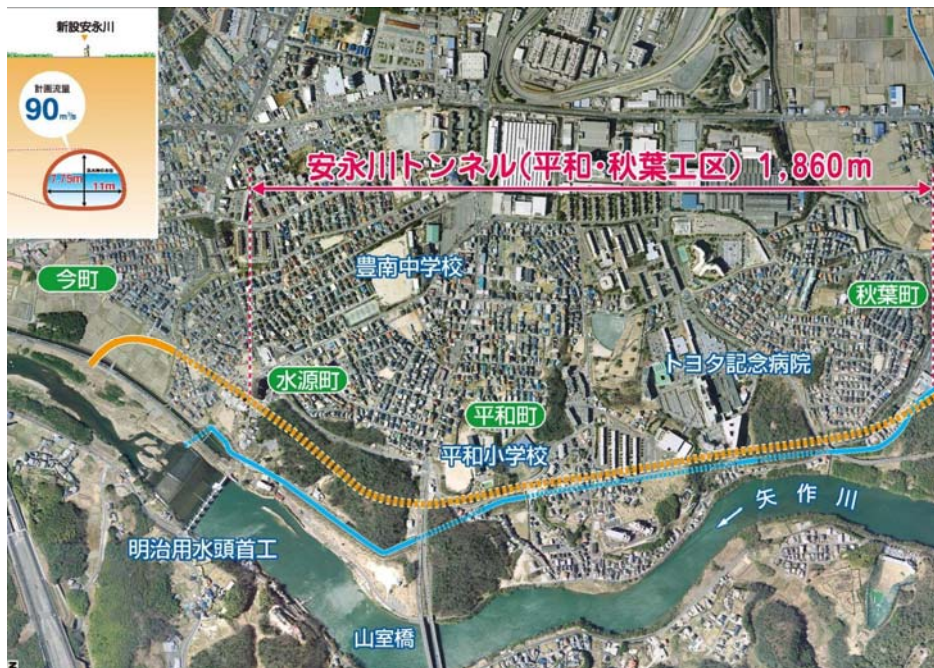 新設安永川
計画流量
90m³/s
7.75m
11m
安永川トンネル(平和・秋葉工区) 1,860m
豊南中学校
今町
秋葉町
トヨタ記念病院
水源町
平和町
平和小学校
矢作川
明治用水頭首工
山室橋